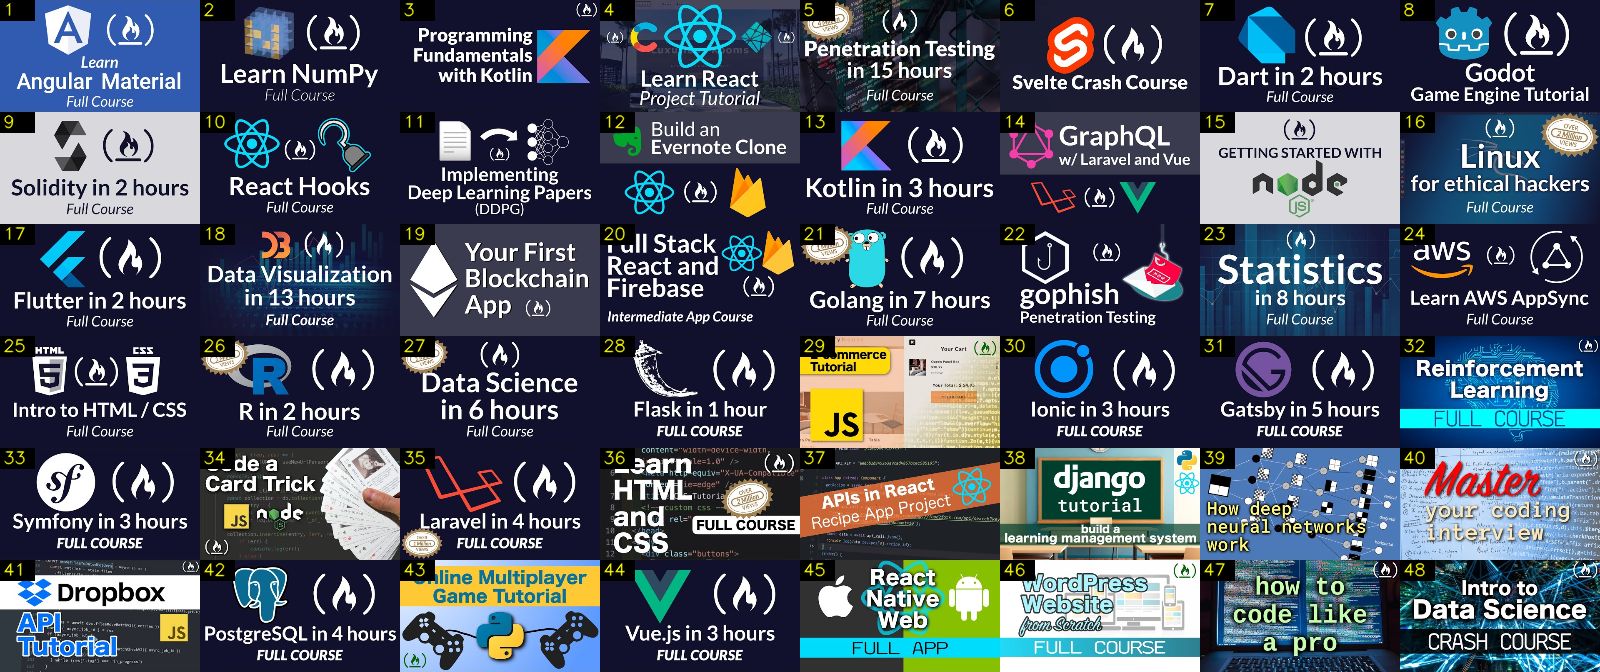 1
Learn
Angular Material
Full Course
2
Learn NumPy
Full Course
3
Programming
Fundamentals
with Kotlin
4
Learn React
Project Tutorial
5
Penetration Testing
in 15 hours
Full Course
6
Svelte Crash Course
7
Dart in 2 hours
Full Course
8
Godot
Game Engine Tutorial
9
Solidity in 2 hours
Full Course
10
React Hooks
Full Course
11
Implementing
Deep Learning Papers
(DDPG)
12
Build an
Evernote Clone
13
Kotlin in 3 hours
Full Course
14
GraphQL
w/ Laravel and Vue
15
GETTING STARTED WITH
node
JS
16
OVER
VIEWS
Linux
for ethical hackers
Full Course
17
Flutter in 2 hours
Full Course
18
Data Visualization
in 13 hours
Full Course
19
Your First
Blockchain
App
20
Full Stack
React and
Firebase
Intermediate App Course
21
Golang in 7 hours
Full Course
22
gophish
Penetration Testing
23
Statistics
in 8 hours
Full Course
24
aws
Learn AWS AppSync
Full Course
25
HTML
5
CSS
3
Intro to HTML / CSS
Full Course
26
R
R in 2 hours
Full Course
27
Data Science
in 6 hours
Full Course
28
Flask in 1 hour
FULL COURSE
29
Tutorial
Your Cart
JS
30
Ionic in 3 hours
FULL COURSE
31
Gatsby in 5 hours
FULL COURSE
32
Reinforcement
Learning
FULL COURSE
33
sf
Symfony in 3 hours
FULL COURSE
34
Code a
Card Trick
JS
node
35
Laravel in 4 hours
FULL COURSE
36
Learn
HTML
and
CSS
FULL COURSE
37
APIs in React
Recipe App Project
38
django
tutorial
build a
learning management system
39
How deep
neural networks
work
40
Master
your coding
interview
41
Dropbox
API
Tutorial
JS
42
PostgreSQL in 4 hours
FULL COURSE
43
Online Multiplayer
Game Tutorial
44
Vue.js in 3 hours
FULL COURSE
45
React
Native
Web
FULL APP
46
WordPress
Website
from Scratch
FULL COURSE
47
how to
code like
a pro
48
Intro to
Data Science
CRASH COURSE